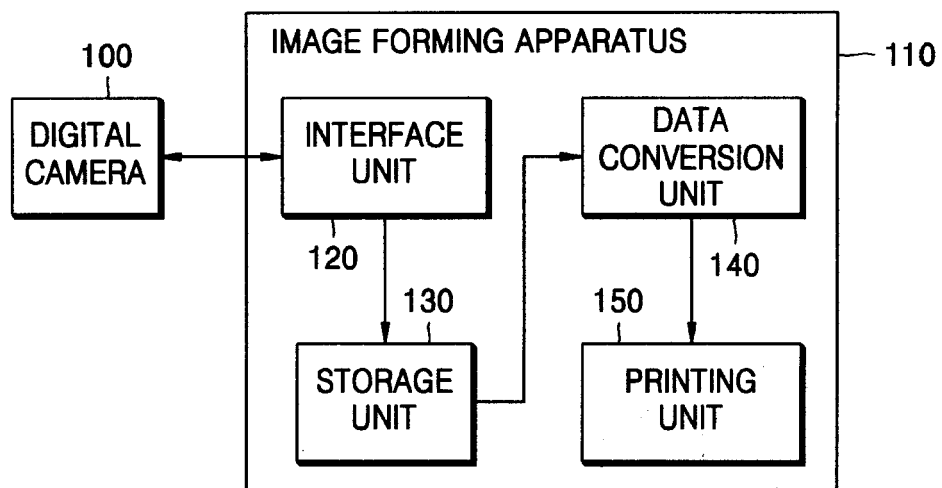 IMAGE FORMING APPARATUS
110
100
DIGITAL
CAMERA
INTERFACE
UNIT
120
DATA
CONVERSION
UNIT
140
130
STORAGE
UNIT
150
PRINTING
UNIT